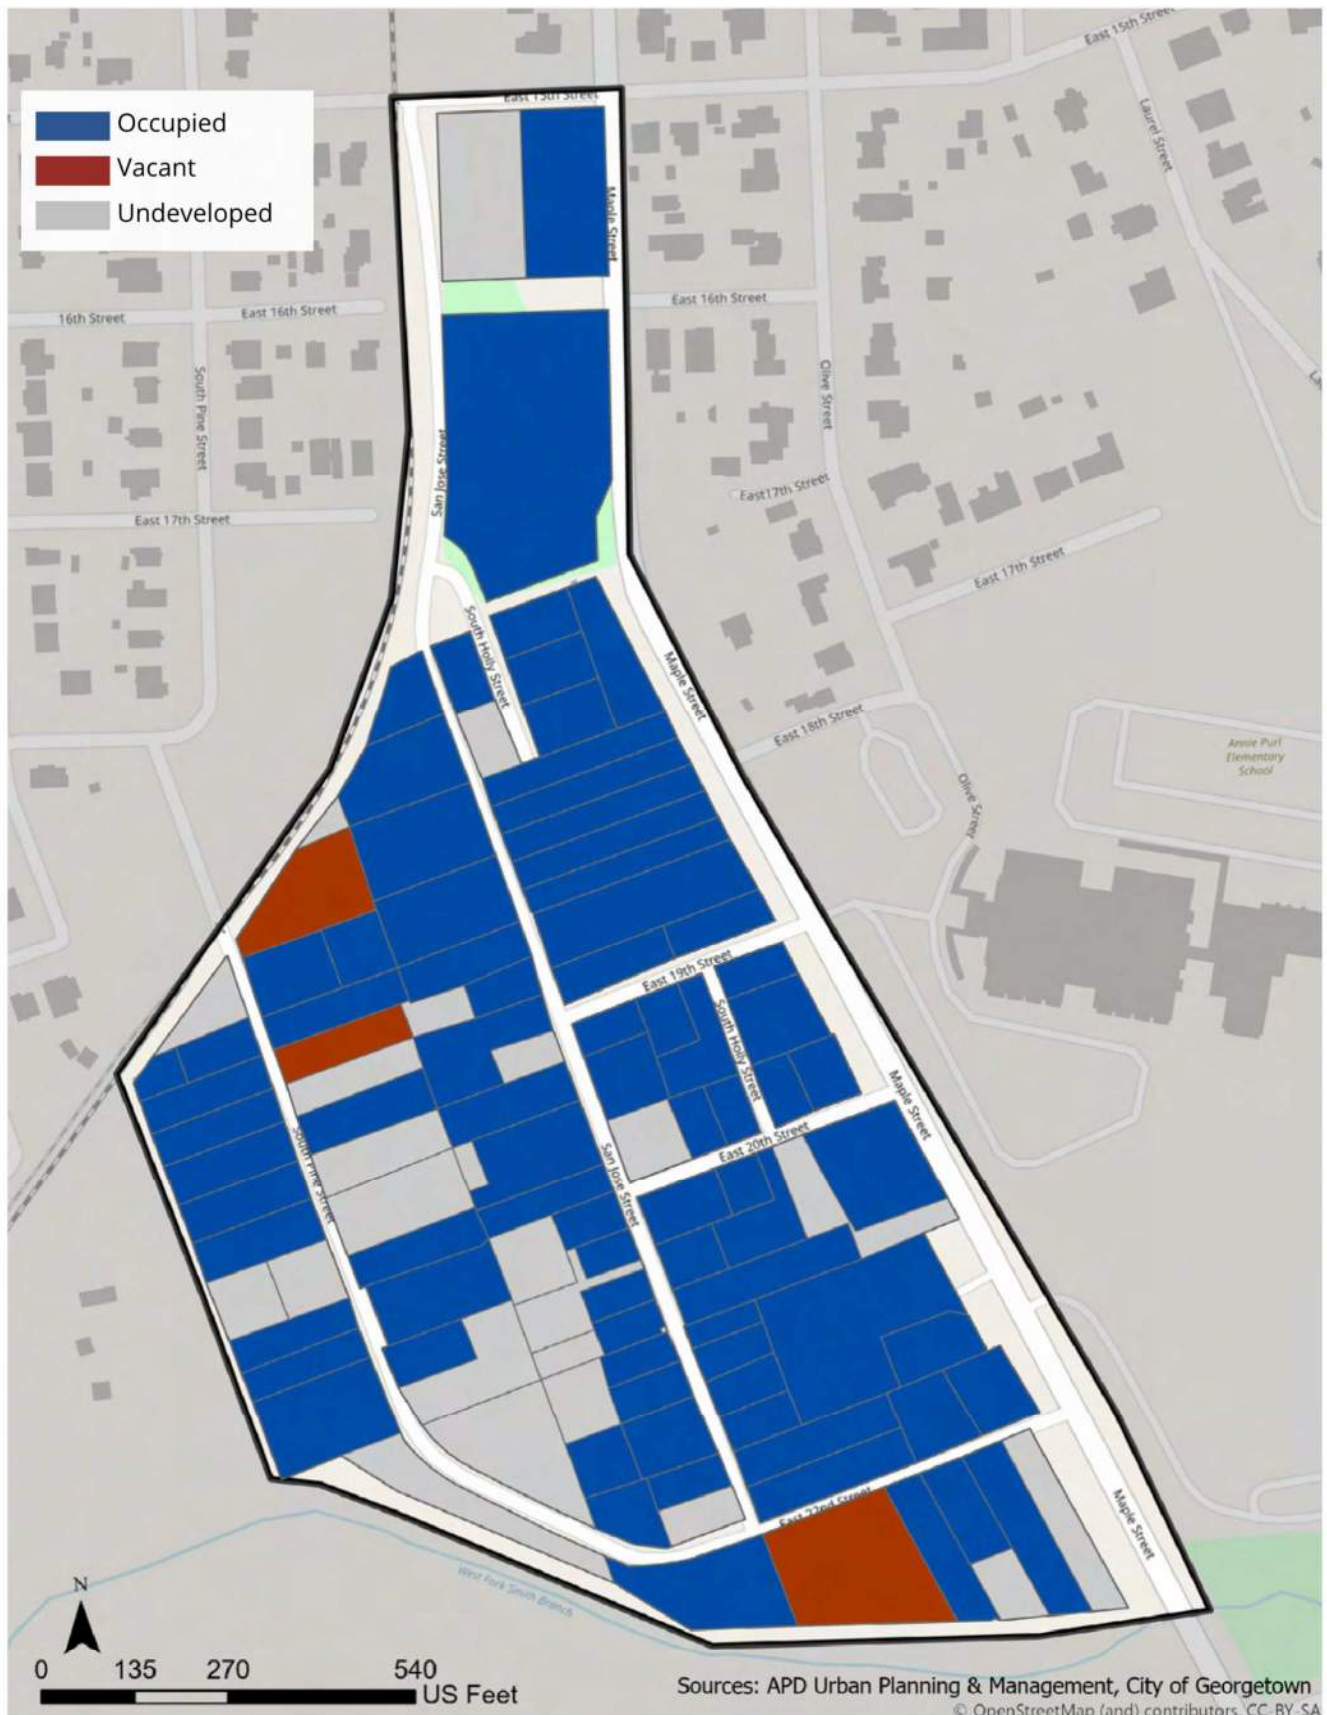 East 15th Street
East 15th Street
Occupied
Vacant
Undeveloped
Laurel Street
Maple Street
East 16th Street
16th Street
East 16th Street
South Pine Street
Olive Street
San Jose Street
East17th Street
East 17th Street
East 17th Street
South Holly Street
Maple Street
East 18th Street
Annie Purl
Elementary
School
Olive Street
East 19th Street
South Holly Street
Maple Street
South Pine Street
East 20th Street
San Jose Street
East 22nd Street
Maple Street
West Fork Smith Branch
N
0 135 270 540
US Feet
Sources: APD Urban Planning & Management, City of Georgetown
© OpenStreetMap (and) contributors, CC-BY-SA